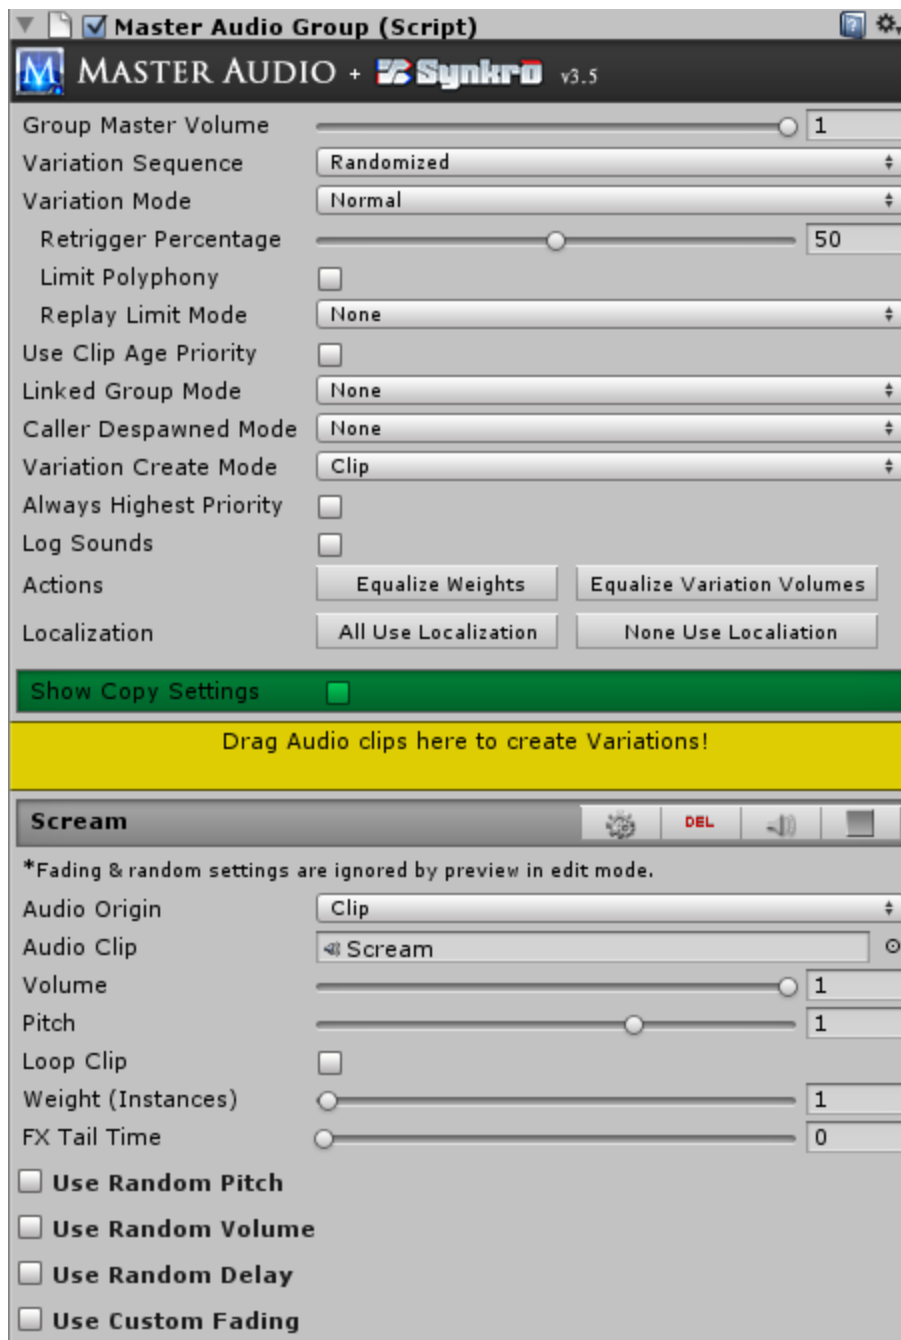 Master Audio Group (Script)
M MASTER AUDIO + Synkro v3.5
Group Master Volume 1
Variation Sequence Randomized
Variation Mode Normal
Retrigger Percentage 50
Limit Polyphony
Replay Limit Mode None
Use Clip Age Priority
Linked Group Mode None
Caller Despawned Mode None
Variation Create Mode Clip
Always Highest Priority
Log Sounds
Actions Equalize Weights Equalize Variation Volumes
Localization All Use Localization None Use Localiation
Show Copy Settings
Drag Audio clips here to create Variations!
Scream DEL
*Fading & random settings are ignored by preview in edit mode.
Audio Origin Clip
Audio Clip Scream
Volume 1
Pitch 1
Loop Clip
Weight (Instances) 1
FX Tail Time 0
Use Random Pitch
Use Random Volume
Use Random Delay
Use Custom Fading